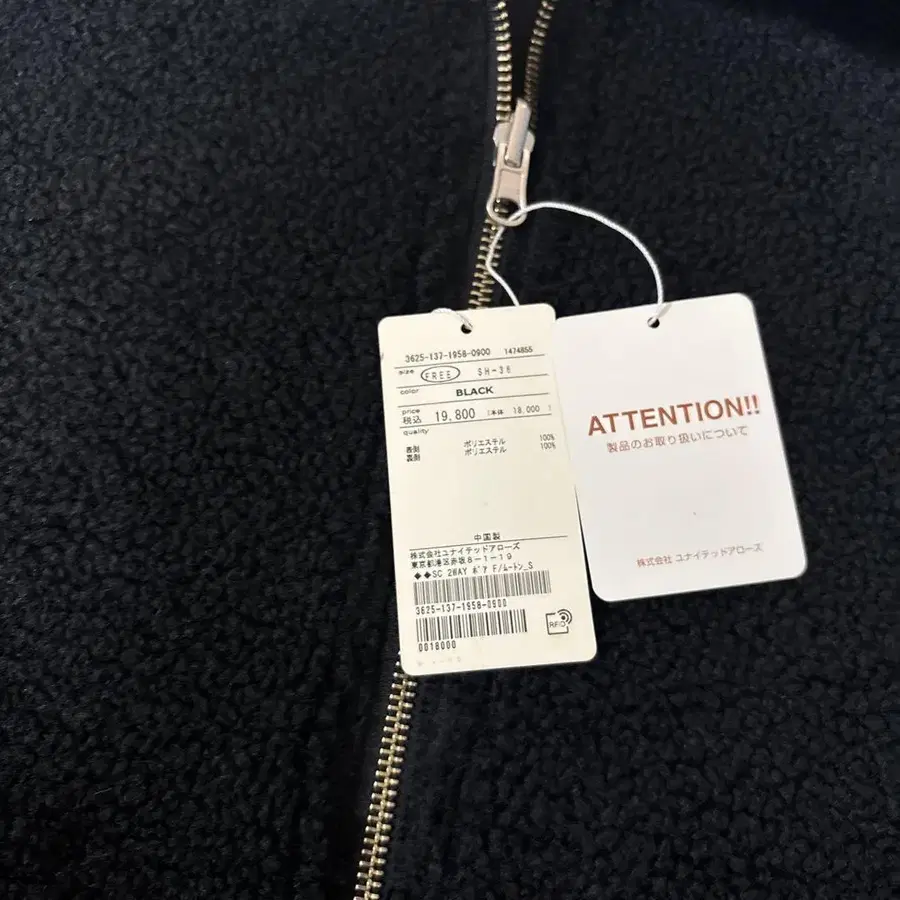 3625-137-1958-0900 1474855
size FREE SH-36
color BLACK
price
税込 19,800 (本体 18,000 )
quality
表側 ポリエステル 100%
裏側 ポリエステル 100%
中国製
株式会社ユナイテッドアローズ
東京都港区赤坂8-1-19
◆◆SC 2WAY ボア F/ムートン_S
3625-137-1958-0900
RFID
0018000
ATTENTION!!
製品のお取り扱いについて
株式会社 ユナイテッドアローズ